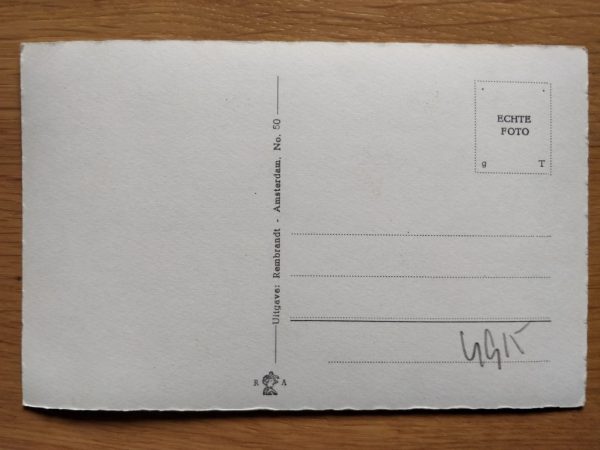 Uitgave: Rembrandt - Amsterdam. No. 50
R A
ECHTE
FOTO
g T